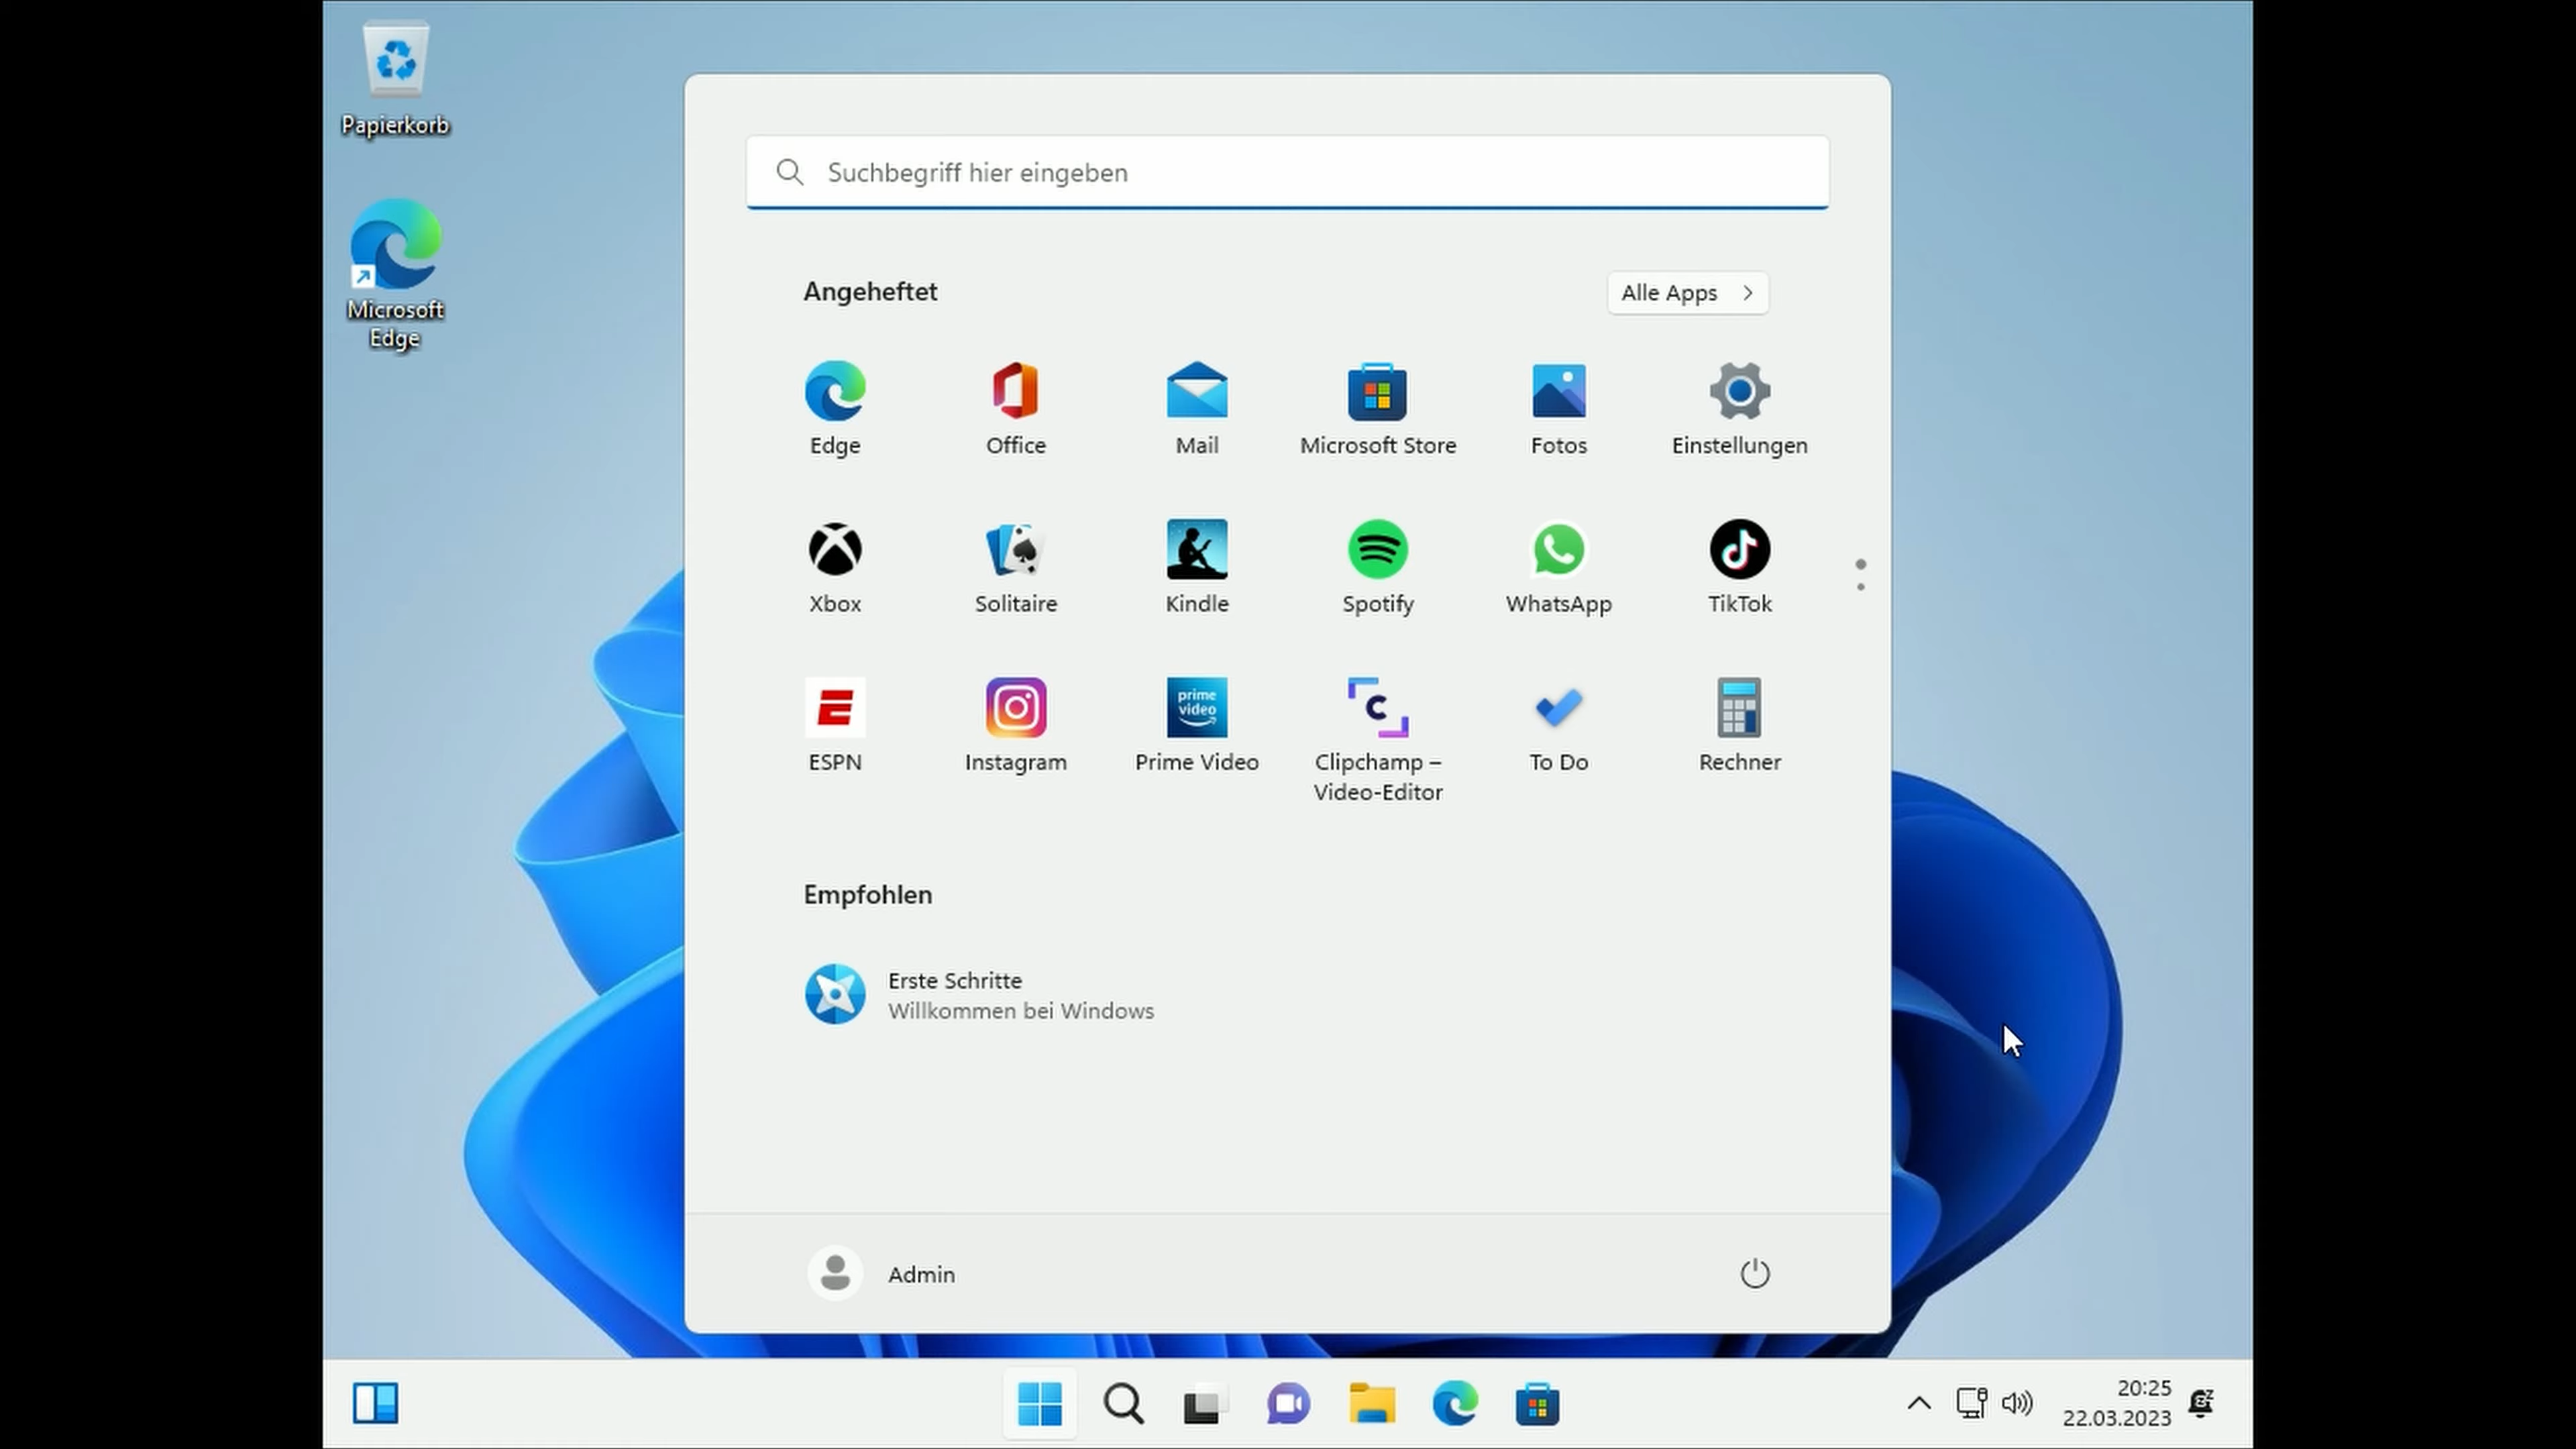 Papierkorb
Microsoft
Edge
Suchbegriff hier eingeben
Angeheftet
Alle Apps
Edge
Office
Mail
Microsoft Store
Fotos
Einstellungen
Xbox
Solitaire
Kindle
Spotify
WhatsApp
TikTok
prime
video
ESPN
Instagram
Prime Video
Clipchamp –
Video-Editor
To Do
Rechner
Empfohlen
Erste Schritte
Willkommen bei Windows
Admin
20:25
22.03.2023